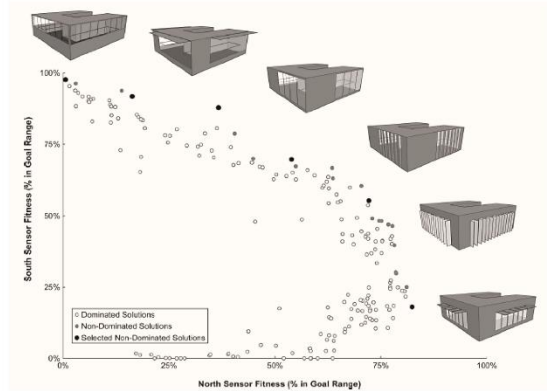 100%
75%
50%
25%
0%
South Sensor Fitness (% in Goal Range)
Dominated Solutions
Non-Dominated Solutions
Selected Non-Dominated Solutions
0%
25%
50%
75%
100%
North Sensor Fitness (% in Goal Range)